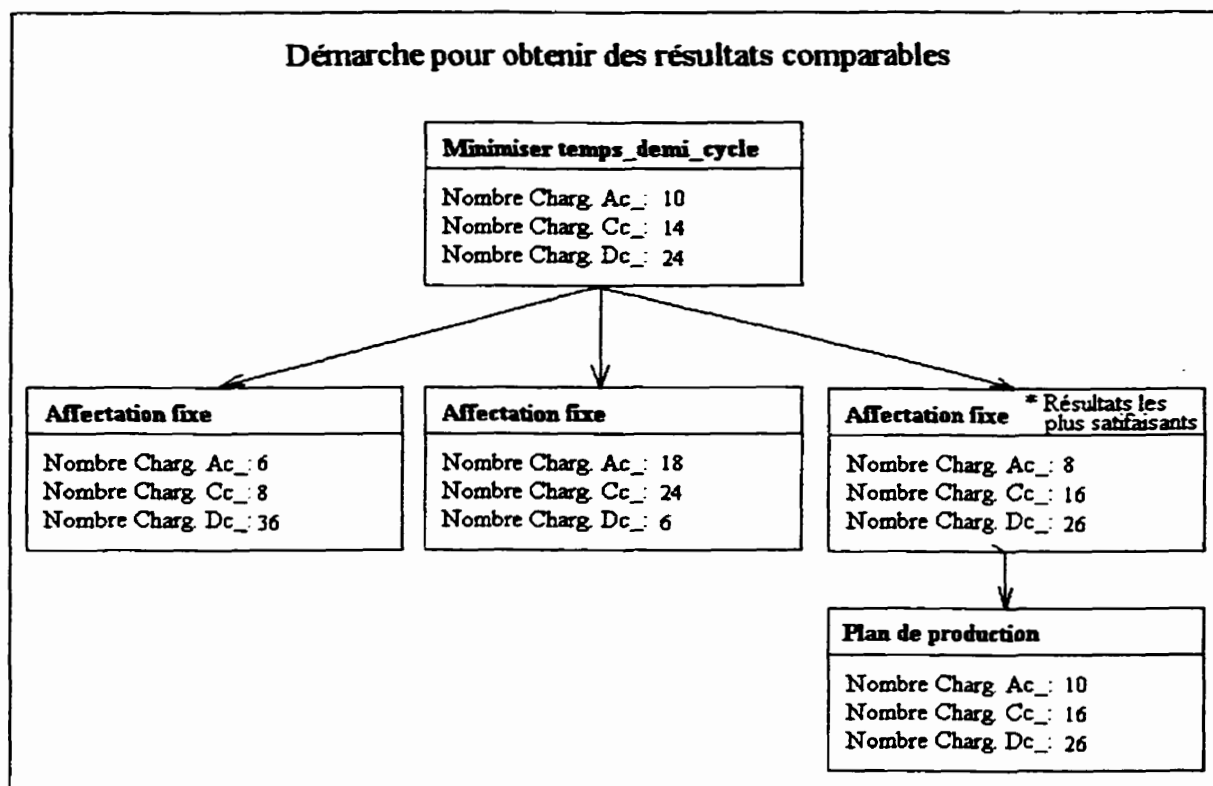 Démarche pour obtenir des résultats comparables
Minimiser temps_demi_cycle
Nombre Charg. Ac_: 10
Nombre Charg. Cc_: 14
Nombre Charg. Dc_: 24
Affectation fixe
Nombre Charg. Ac_: 6
Nombre Charg. Cc_: 8
Nombre Charg. Dc_: 36
Affectation fixe
Nombre Charg. Ac_: 18
Nombre Charg. Cc_: 24
Nombre Charg. Dc_: 6
Affectation fixe
* Résultats les
plus satifaisants
Nombre Charg. Ac_: 8
Nombre Charg. Cc_: 16
Nombre Charg. Dc_: 26
Plan de production
Nombre Charg. Ac_: 10
Nombre Charg. Cc_: 16
Nombre Charg. Dc_: 26